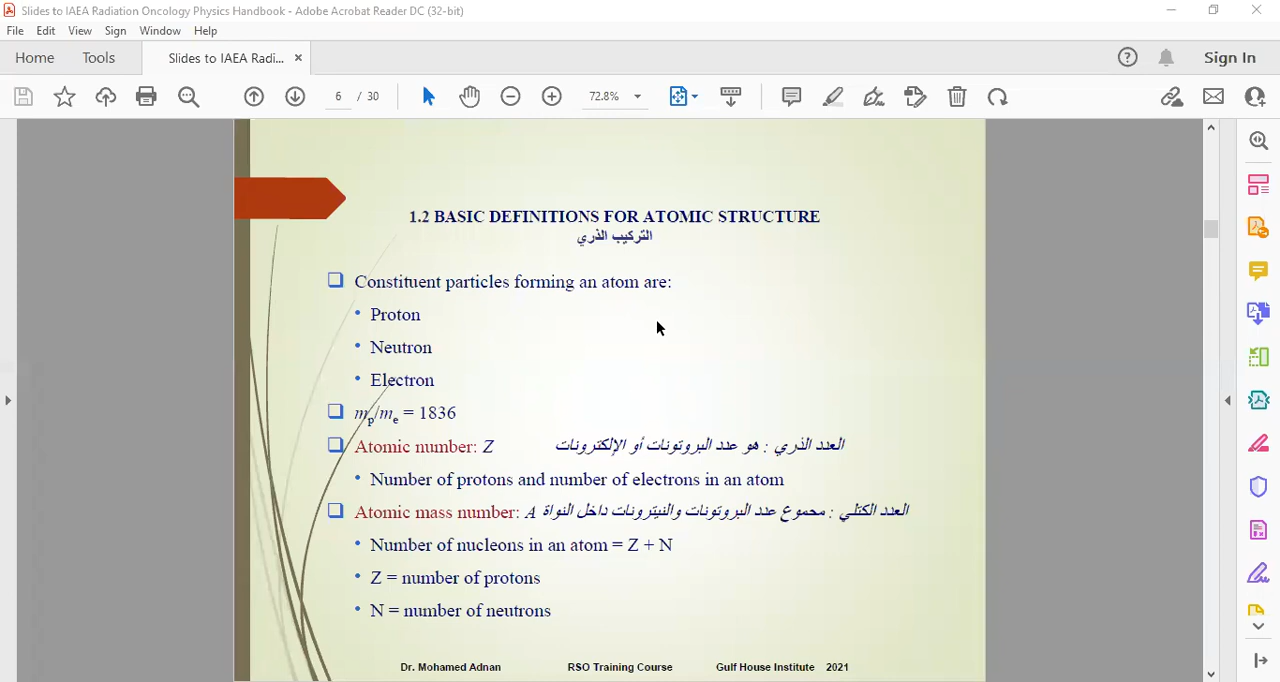 Slides to IAEA Radiation Oncology Physics Handbook - Adobe Acrobat Reader DC (32-bit)
File Edit View Sign Window Help
Home Tools Slides to IAEA Radi... × Sign In
6 / 30 72.8%
1.2 BASIC DEFINITIONS FOR ATOMIC STRUCTURE
التركيب الذري
Constituent particles forming an atom are:
• Proton
• Neutron
• Electron
mp/me = 1836
Atomic number: Z العدد الذري : هو عدد البروتونات أو الإلكترونات
• Number of protons and number of electrons in an atom
Atomic mass number: A العدد الكتلي : محموع عدد البروتونات والنيترونات داخل النواة
• Number of nucleons in an atom = Z + N
• Z = number of protons
• N = number of neutrons
Dr. Mohamed Adnan RSO Training Course Gulf House Institute 2021